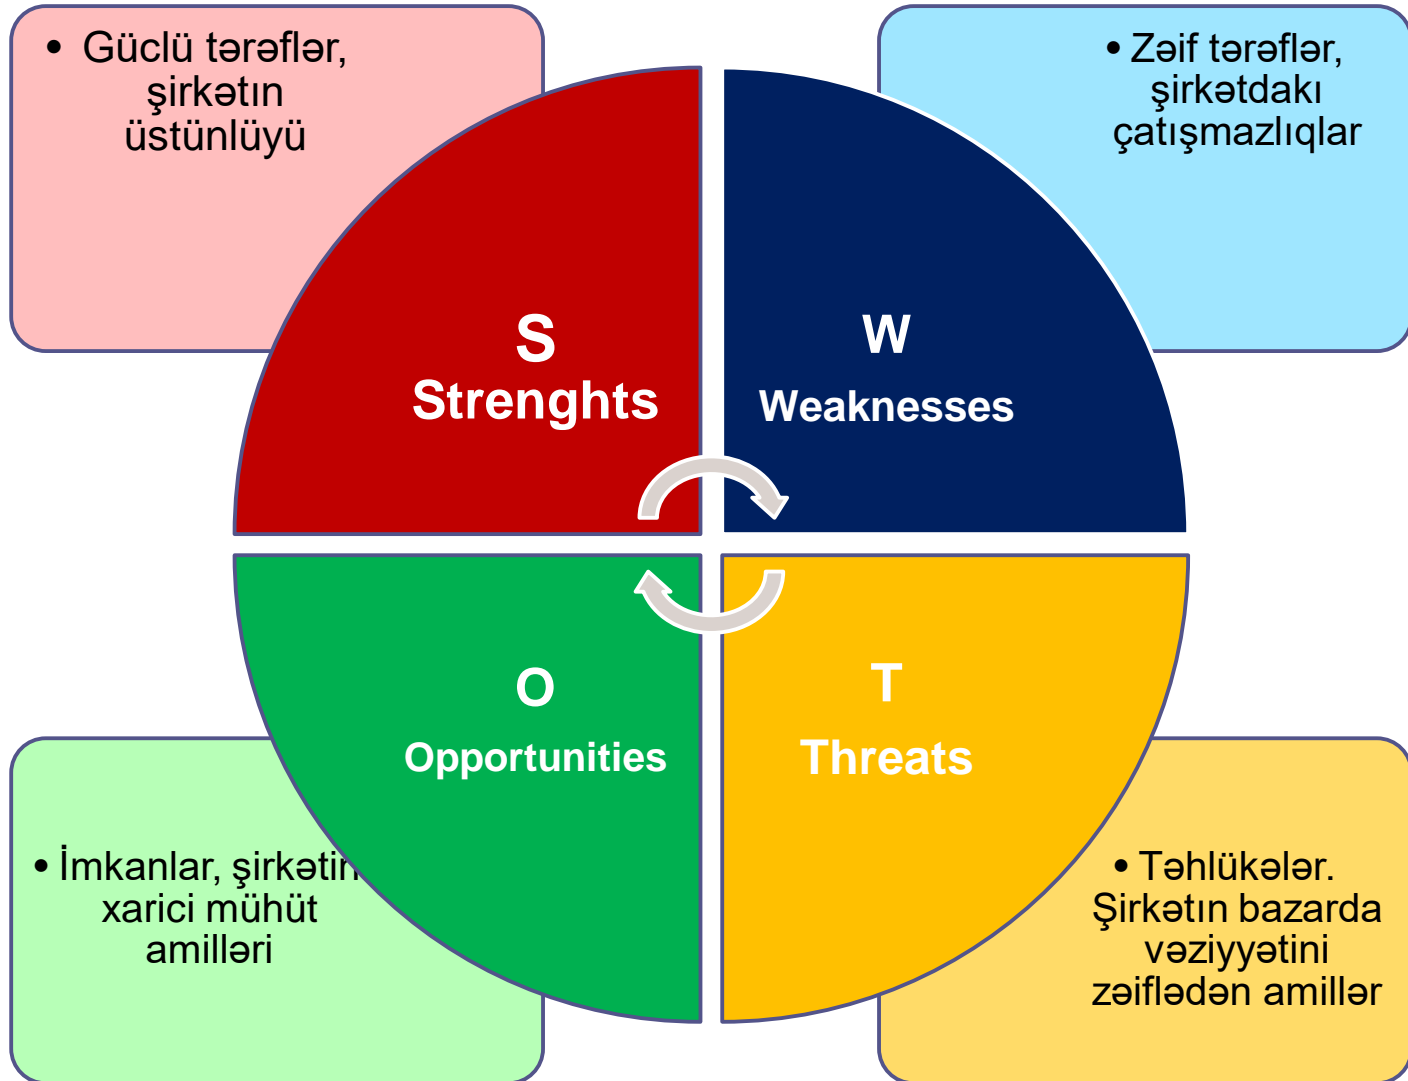 • Güclü tərəflər,
şirkətın
üstünlüyü
• Zəif tərəflər,
şirkətdakı
çatışmazlıqlar
S
Strenghts
W
Weaknesses
O
Opportunities
T
Threats
• İmkanlar, şirkətin
xarici mühüt
amilləri
• Təhlükələr.
Şirkətın bazarda
vəziyyətini
zəiflədən amillər